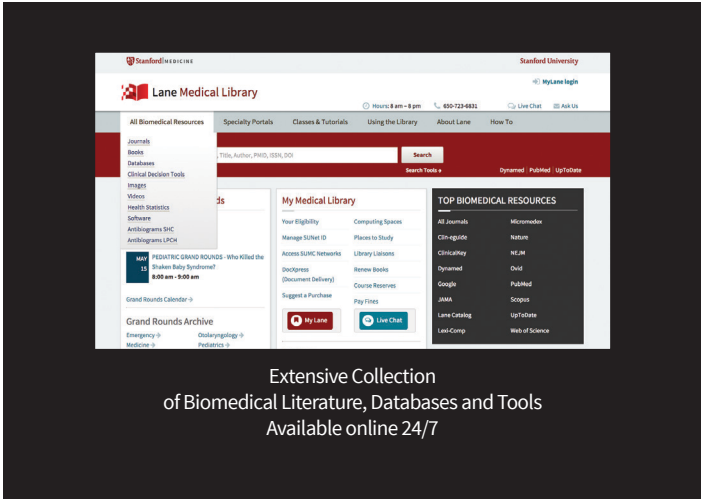 Stanford MEDICINE
Stanford University
MyLane login
Lane Medical Library
Hours: 8 am – 8 pm
650-723-6831
Live Chat
Ask Us
All Biomedical Resources
Specialty Portals
Classes & Tutorials
Using the Library
About Lane
How To
Journals
Books
Databases
Clinical Decision Tools
Images
Videos
Health Statistics
Software
Antibiograms SHC
Antibiograms LPCH
, Title, Author, PMID, ISSN, DOI
Search
Search Tools
Dynamed | PubMed | UpToDate
ds
MAY
15
PEDIATRIC GRAND ROUNDS - Who Killed the
Shaken Baby Syndrome?
8:00 am - 9:00 am
Grand Rounds Calendar →
Grand Rounds Archive
Emergency →
Otolaryngology →
Medicine →
Pediatrics →
My Medical Library
Your Eligibility
Computing Spaces
Manage SUNet ID
Places to Study
Access SUMC Networks
Library Liaisons
DocXpress
(Document Delivery)
Renew Books
Course Reserves
Suggest a Purchase
Pay Fines
My Lane
Live Chat
TOP BIOMEDICAL RESOURCES
All Journals
Micromedex
Clin-eguide
Nature
ClinicalKey
NEJM
Dynamed
Ovid
Google
PubMed
JAMA
Scopus
Lane Catalog
UpToDate
Lexi-Comp
Web of Science
Extensive Collection
of Biomedical Literature, Databases and Tools
Available online 24/7